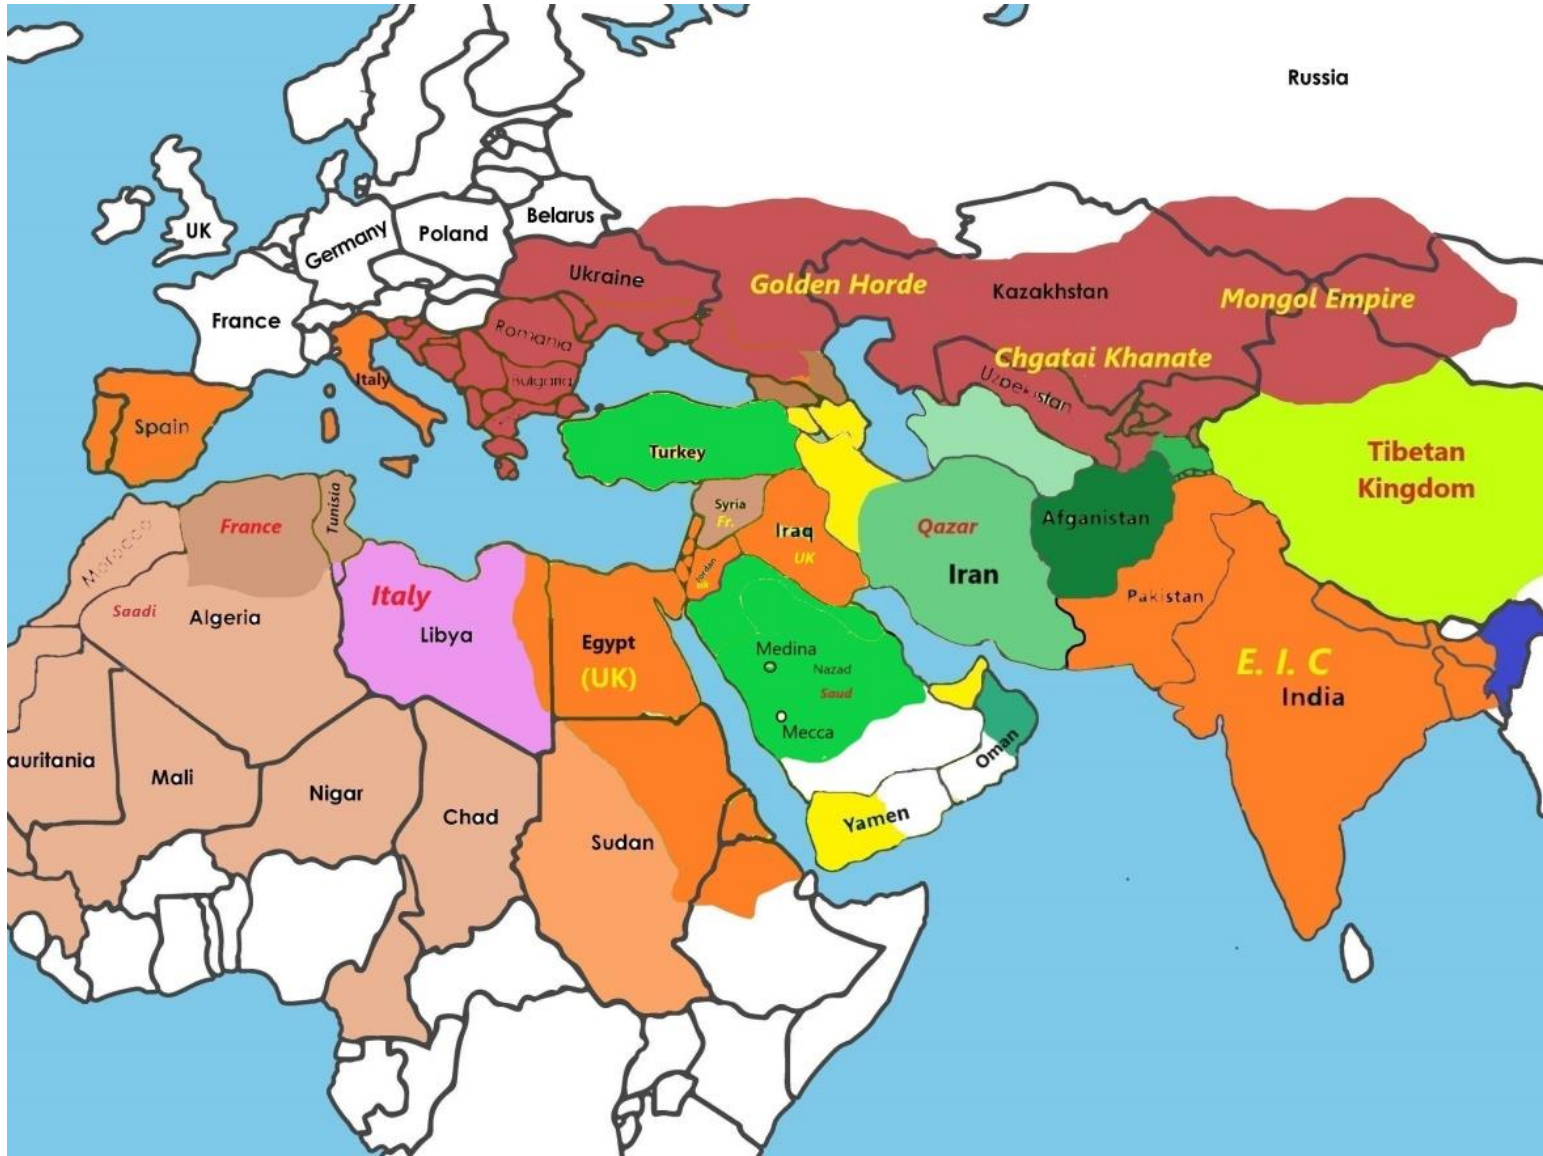 Russia
UK
Germany
Poland
Belarus
France
Ukraine
Golden Horde
Kazakhstan
Mongol Empire
Romania
Chgatai Khanate
Uzbekistan
Bulgaria
Italy
Spain
Turkey
Tibetan
Kingdom
Syria
Fr.
Iraq
UK
Afganistan
Qazar
Iran
Morocco
France
Tunisia
Jordan
Saadi
Algeria
Italy
Libya
Egypt
(UK)
Pakistan
Medina
Nazad
Saud
Mecca
E. I. C
India
Oman
auritania
Mali
Nigar
Chad
Sudan
Yamen